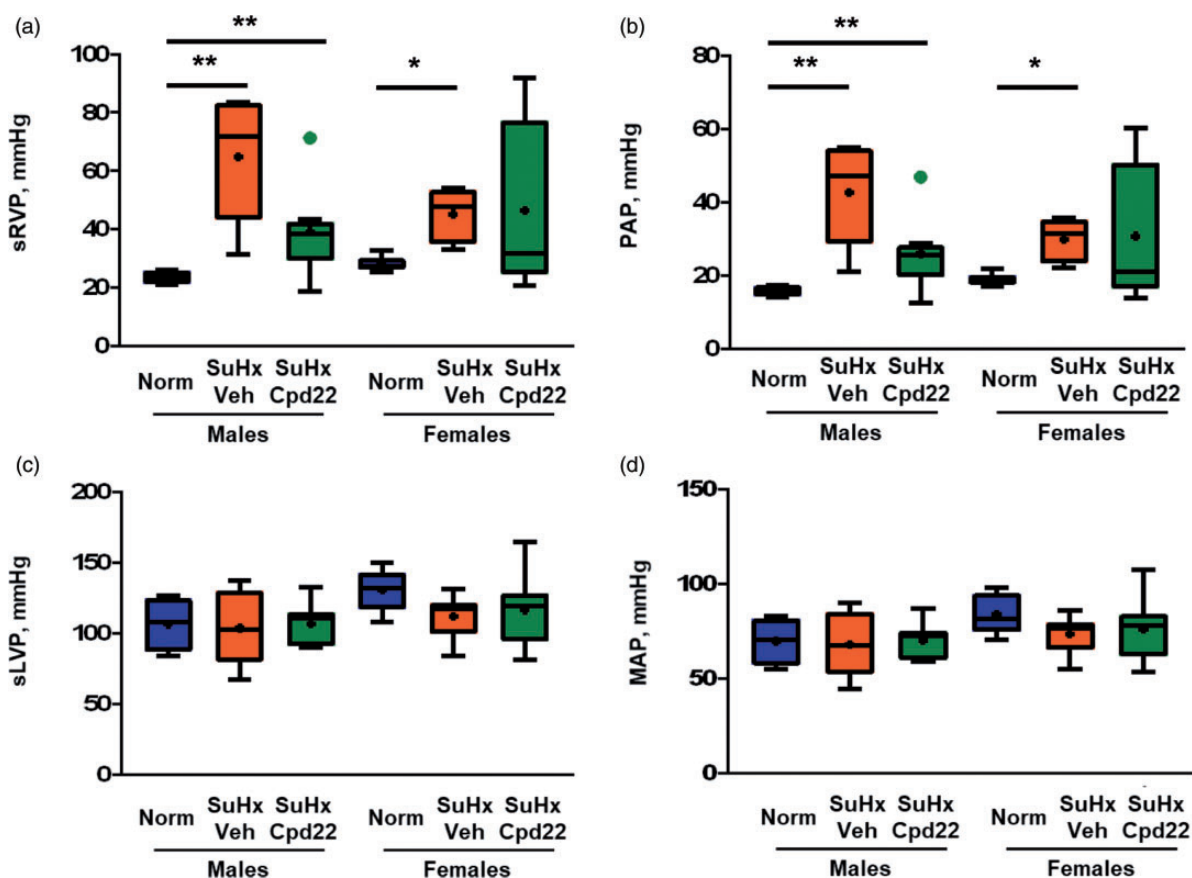 (a)
**
**
*
sRVP, mmHg
100
80
60
40
20
0
Norm
SuHx Veh
SuHx Cpd22
Norm
SuHx Veh
SuHx Cpd22
Males
Females
(b)
**
**
*
PAP, mmHg
80
60
40
20
0
Norm
SuHx Veh
SuHx Cpd22
Norm
SuHx Veh
SuHx Cpd22
Males
Females
(c)
sLVP, mmHg
200
150
100
50
0
Norm
SuHx Veh
SuHx Cpd22
Norm
SuHx Veh
SuHx Cpd22
Males
Females
(d)
MAP, mmHg
150
100
50
0
Norm
SuHx Veh
SuHx Cpd22
Norm
SuHx Veh
SuHx Cpd22
Males
Females